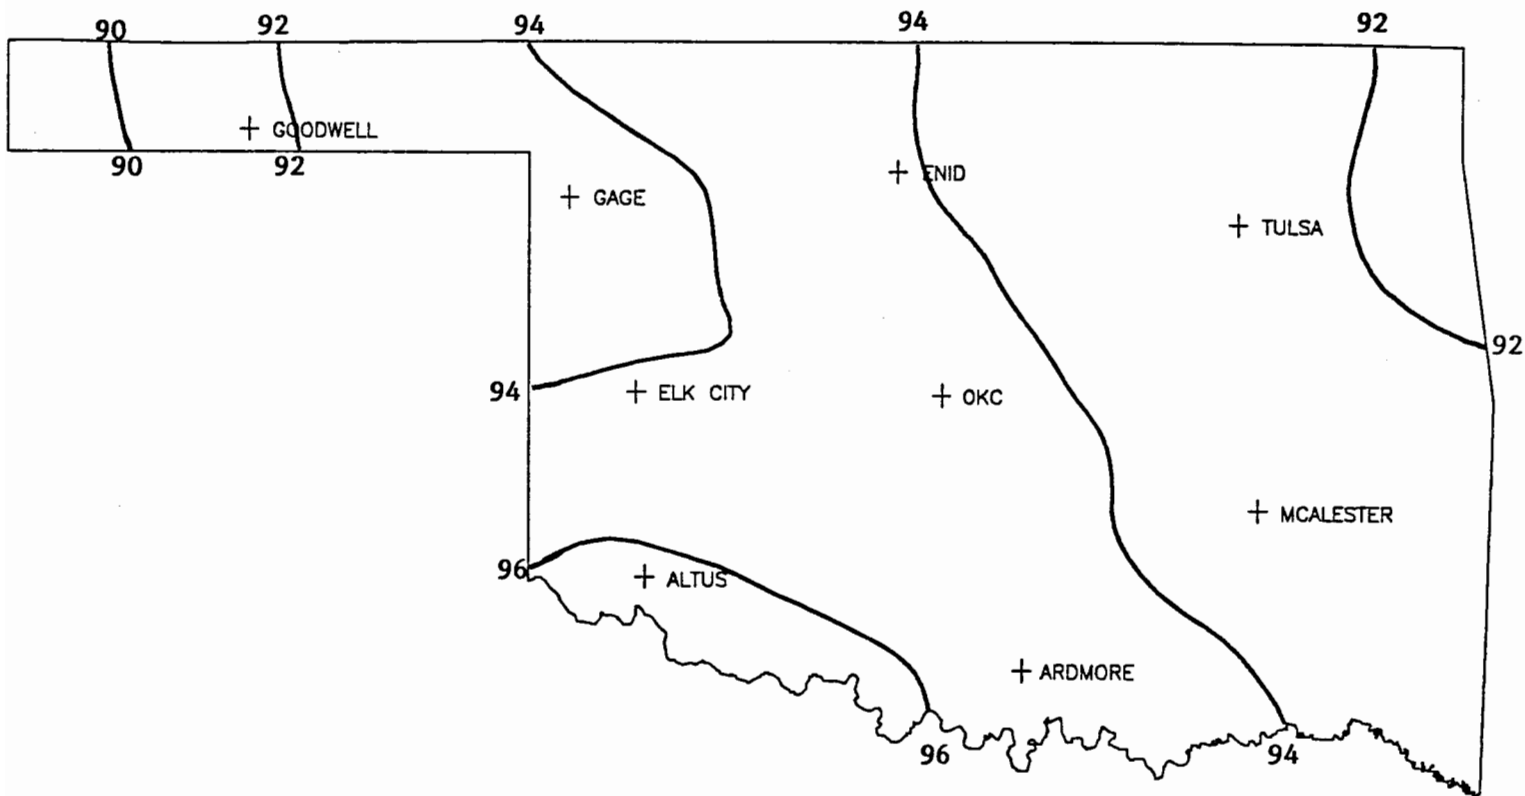 90 92 94 94 92
GOODWELL
90 92
ENID
GAGE
TULSA
92
94 ELK CITY OKC
MCALESTER
96 ALTUS
ARDMORE
96 94